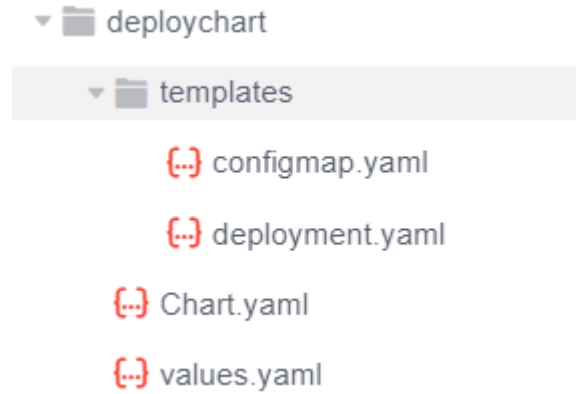 deploychart
templates
configmap.yaml
deployment.yaml
Chart.yaml
values.yaml